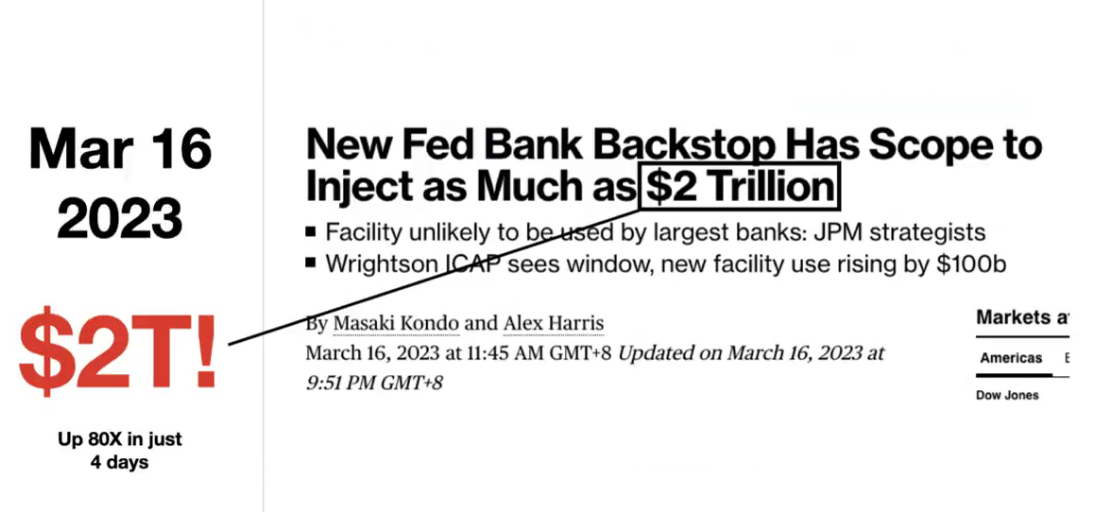 Mar 16
2023
$2T!
Up 80X in just
4 days
New Fed Bank Backstop Has Scope to
Inject as Much as $2 Trillion
■ Facility unlikely to be used by largest banks: JPM strategists
■ Wrightson ICAP sees window, new facility use rising by $100b
By Masaki Kondo and Alex Harris
March 16, 2023 at 11:45 AM GMT+8 Updated on March 16, 2023 at
9:51 PM GMT+8
Markets a
Americas
Dow Jones